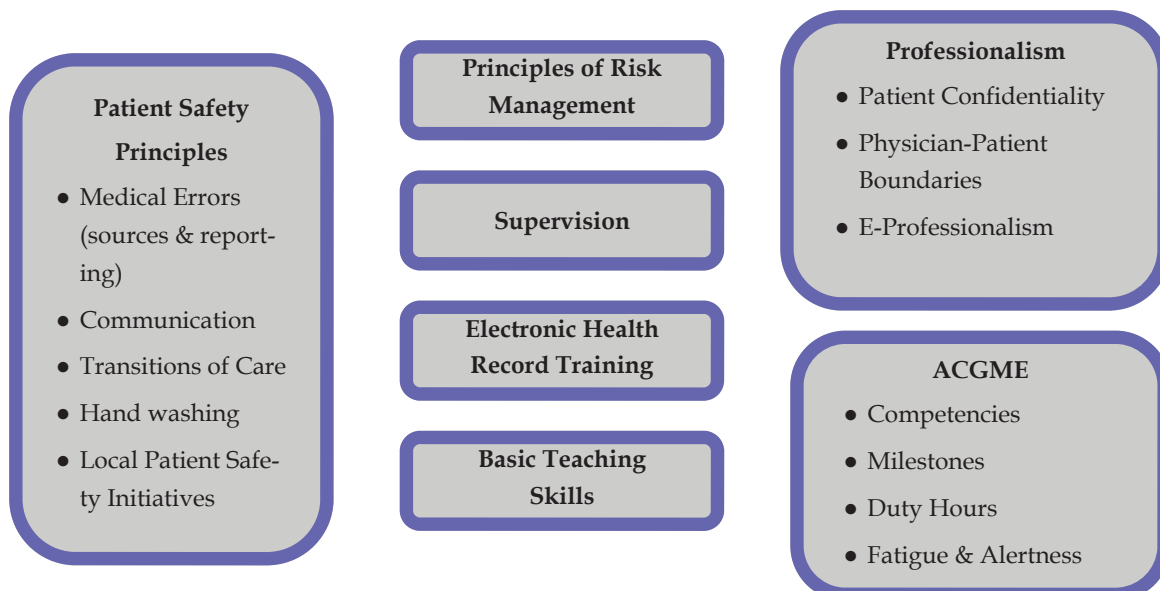 Patient Safety
Principles
● Medical Errors
(sources & report-
ing)
● Communication
● Transitions of Care
● Hand washing
● Local Patient Safe-
ty Initiatives
Principles of Risk
Management
Supervision
Electronic Health
Record Training
Basic Teaching
Skills
Professionalism
● Patient Confidentiality
● Physician-Patient
Boundaries
● E-Professionalism
ACGME
● Competencies
● Milestones
● Duty Hours
● Fatigue & Alertness